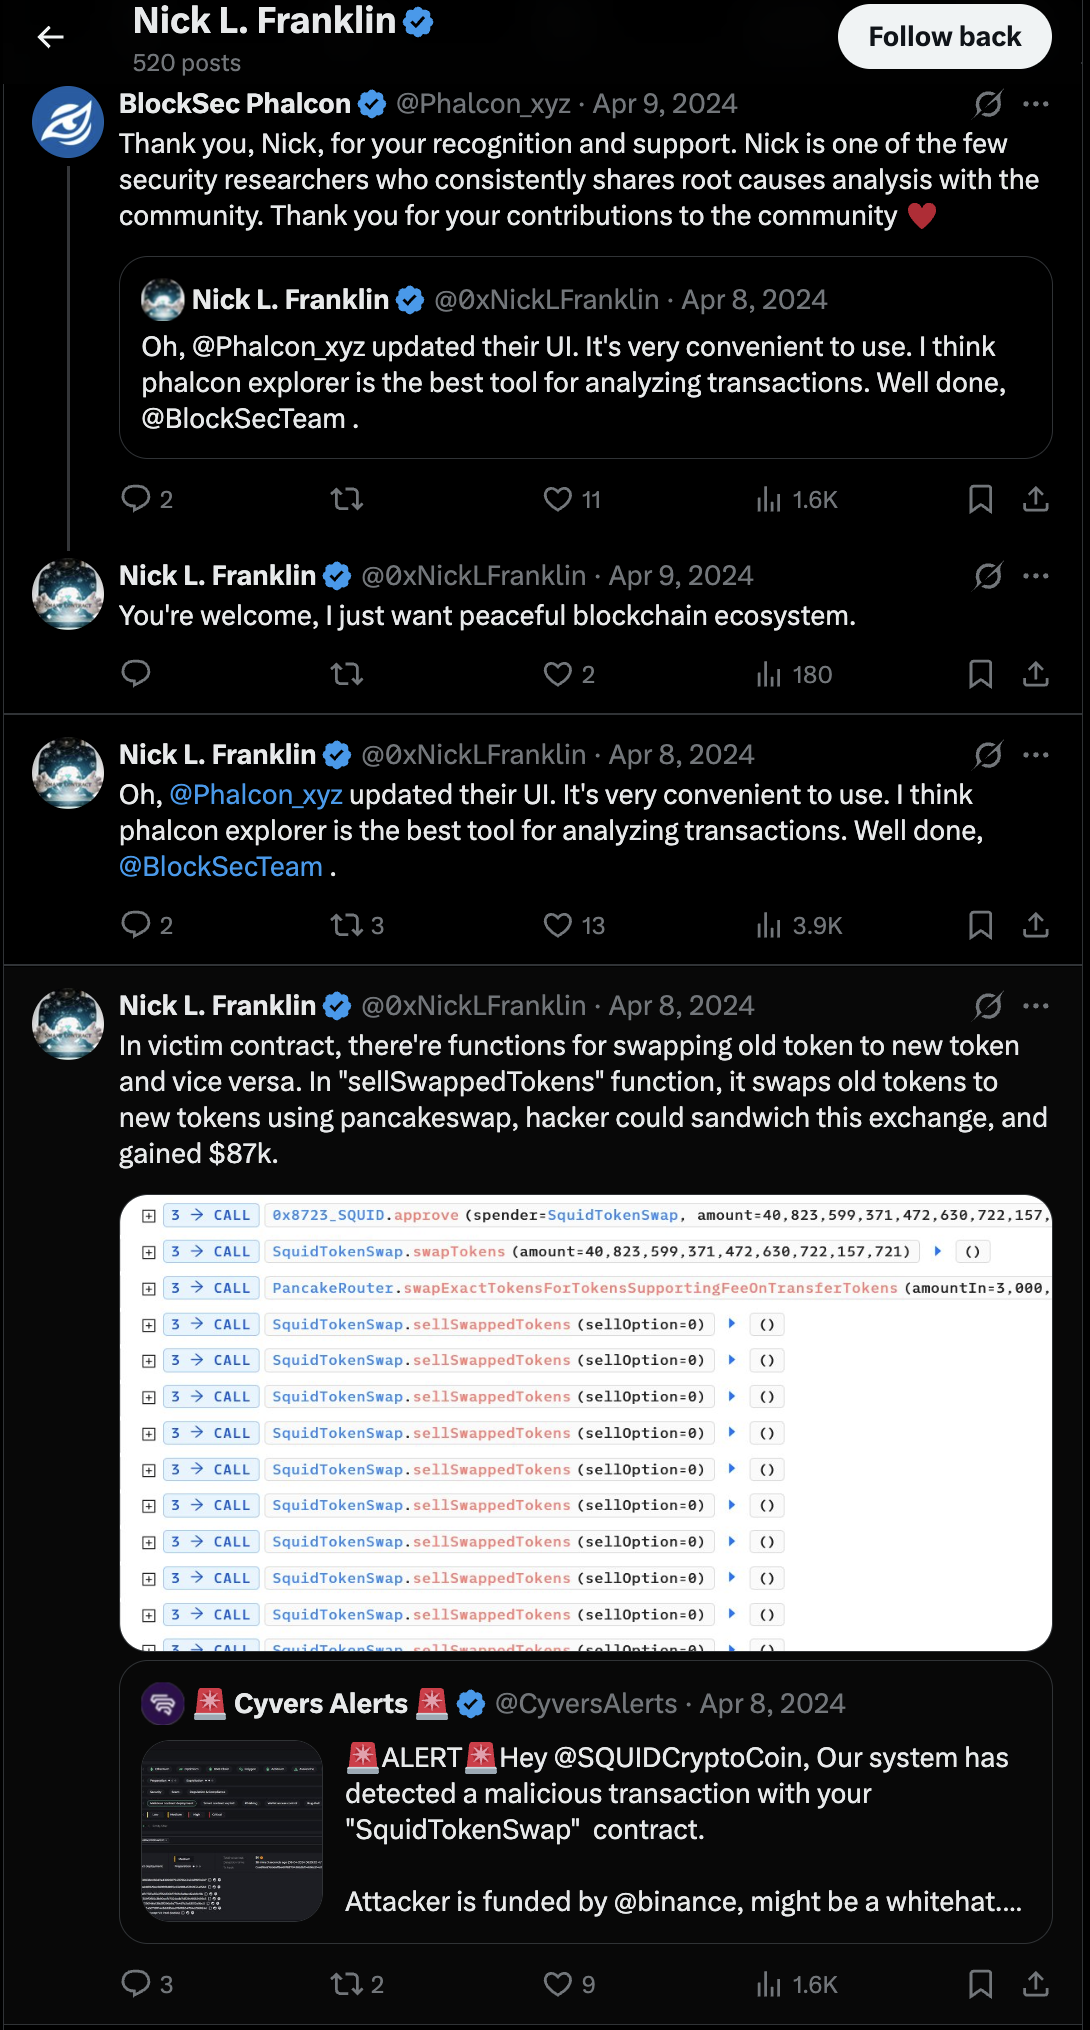 Nick L. Franklin
520 posts
Follow back
BlockSec Phalcon @Phalcon_xyz · Apr 9, 2024
Thank you, Nick, for your recognition and support. Nick is one of the few
security researchers who consistently shares root causes analysis with the
community. Thank you for your contributions to the community ♥
Nick L. Franklin @0xNickLFranklin · Apr 8, 2024
Oh, @Phalcon_xyz updated their UI. It's very convenient to use. I think
phalcon explorer is the best tool for analyzing transactions. Well done,
@BlockSecTeam .
2 11 1.6K
Nick L. Franklin @0xNickLFranklin · Apr 9, 2024
You're welcome, I just want peaceful blockchain ecosystem.
2 180
Nick L. Franklin @0xNickLFranklin · Apr 8, 2024
Oh, @Phalcon_xyz updated their UI. It's very convenient to use. I think
phalcon explorer is the best tool for analyzing transactions. Well done,
@BlockSecTeam .
2 3 13 3.9K
Nick L. Franklin @0xNickLFranklin · Apr 8, 2024
In victim contract, there're functions for swapping old token to new token
and vice versa. In "sellSwappedTokens" function, it swaps old tokens to
new tokens using pancakeswap, hacker could sandwich this exchange, and
gained $87k.
3 → CALL 0x8723_SQUID.approve (spender=SquidTokenSwap, amount=40,823,599,371,472,630,722,157,
3 → CALL SquidTokenSwap.swapTokens (amount=40,823,599,371,472,630,722,157,721) ▸ ()
3 → CALL PancakeRouter.swapExactTokensForTokensSupportingFeeOnTransferTokens (amountIn=3,000,
3 → CALL SquidTokenSwap.sellSwappedTokens (sellOption=0) ▸ ()
3 → CALL SquidTokenSwap.sellSwappedTokens (sellOption=0) ▸ ()
3 → CALL SquidTokenSwap.sellSwappedTokens (sellOption=0) ▸ ()
3 → CALL SquidTokenSwap.sellSwappedTokens (sellOption=0) ▸ ()
3 → CALL SquidTokenSwap.sellSwappedTokens (sellOption=0) ▸ ()
3 → CALL SquidTokenSwap.sellSwappedTokens (sellOption=0) ▸ ()
3 → CALL SquidTokenSwap.sellSwappedTokens (sellOption=0) ▸ ()
3 → CALL SquidTokenSwap.sellSwappedTokens (sellOption=0) ▸ ()
3 → CALL SquidTokenSwap.sellSwappedTokens (sellOption=0) ▸ ()
3 → CALL SquidTokenSwap.sellSwappedTokens (sellOption=0) ▸ ()
🚨 Cyvers Alerts 🚨 @CyversAlerts · Apr 8, 2024
🚨ALERT🚨Hey @SQUIDCryptoCoin, Our system has
detected a malicious transaction with your
"SquidTokenSwap" contract.
Attacker is funded by @binance, might be a whitehat....
3 2 9 1.6K